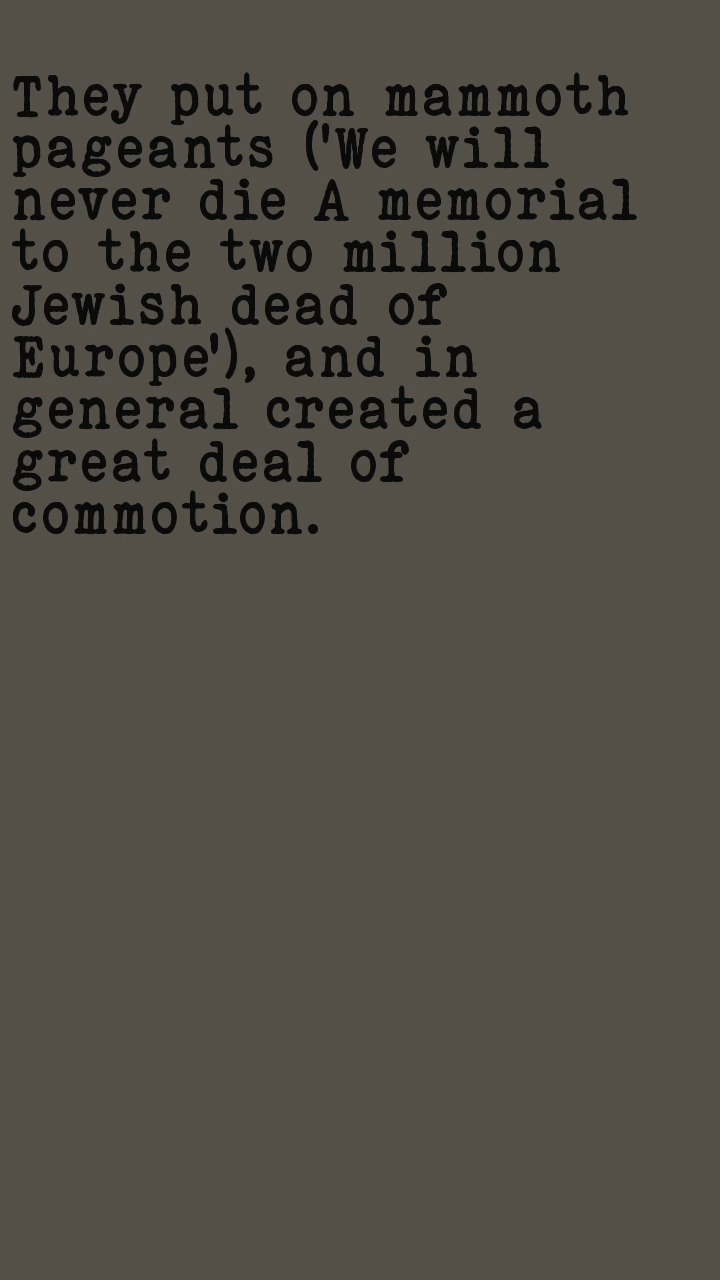 They put on mammoth
pageants ('We will
never die A memorial
to the two million
Jewish dead of
Europe'), and in
general created a
great deal of
commotion.